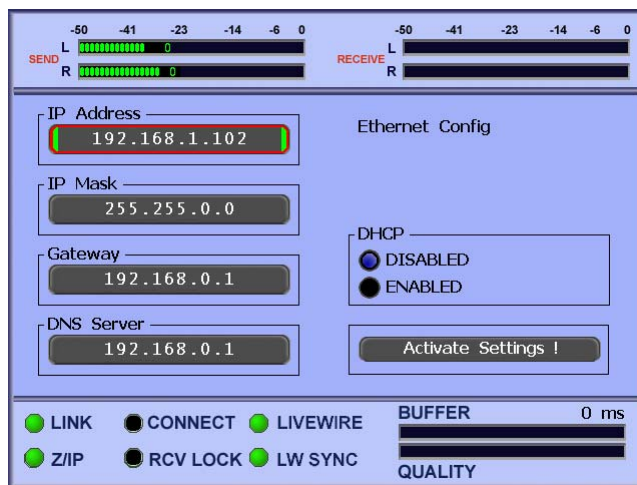 -50 -41 -23 -14 -6 0
-50 -41 -23 -14 -6 0
SEND L
R
RECEIVE L
R
IP Address
192.168.1.102
Ethernet Config
IP Mask
255.255.0.0
Gateway
192.168.0.1
DHCP
DISABLED
ENABLED
DNS Server
192.168.0.1
Activate Settings !
LINK CONNECT LIVEWIRE
Z/IP RCV LOCK LW SYNC
BUFFER 0 ms
QUALITY